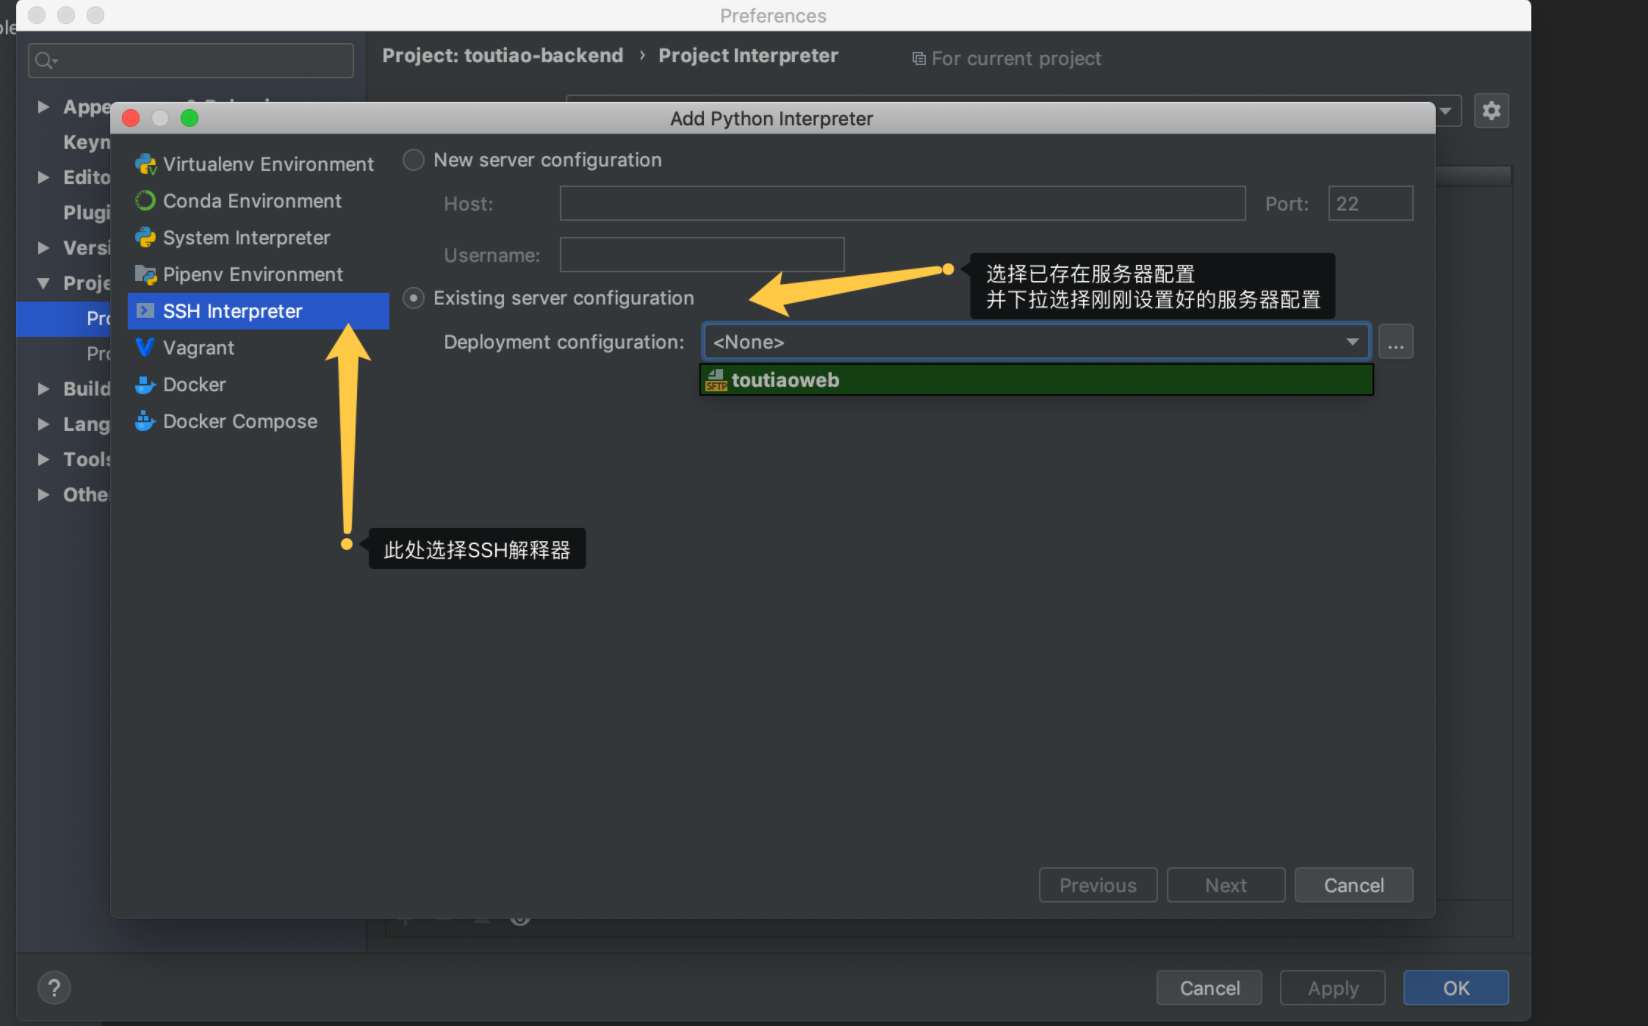 Preferences
Project: toutiao-backend › Project Interpreter
For current project
Appe
Keyn
Edito
Plugi
Versi
Proje
Pro
Pro
Build
Lang
Tools
Othe
Add Python Interpreter
Virtualenv Environment
Conda Environment
System Interpreter
Pipenv Environment
SSH Interpreter
Vagrant
Docker
Docker Compose
New server configuration
Host:
Port: 22
Username:
选择已存在服务器配置
并下拉选择刚刚设置好的服务器配置
Existing server configuration
Deployment configuration: <None> ...
SFTP toutiaoweb
此处选择SSH解释器
Previous Next Cancel
? Cancel Apply OK